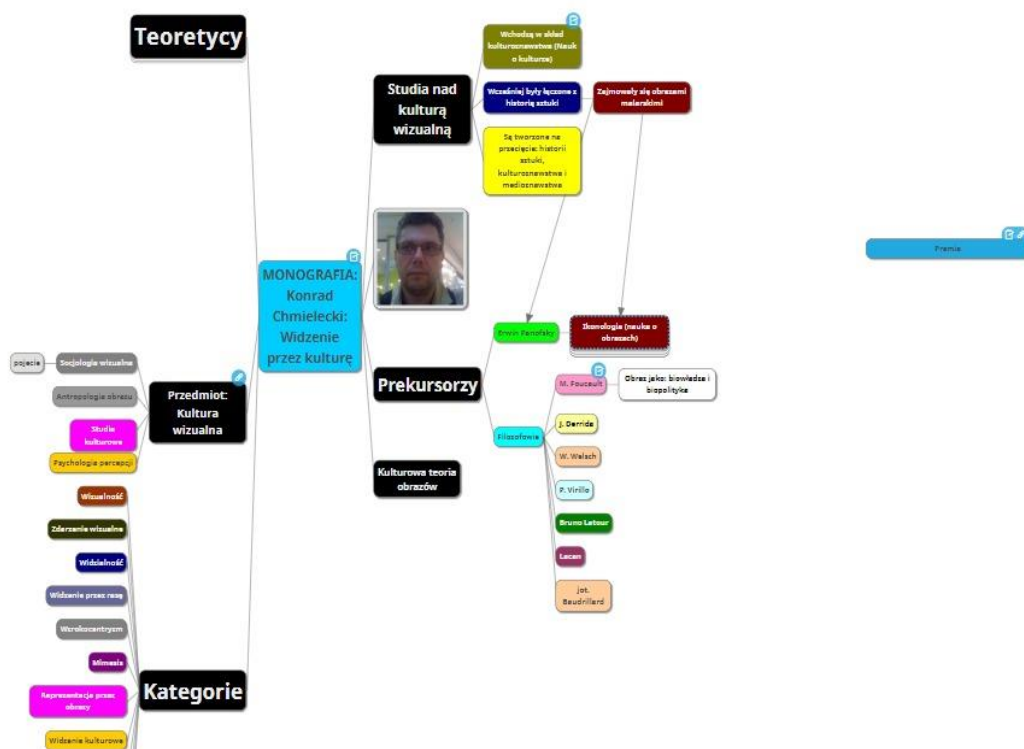 Teoretycy
Studia nad
kulturą
wizualną
Wchodzą w skład
kulturoznawstwa (Nauk
o kulturze)
Wcześniej były łączone z
historią sztuki
Zajmowały się obrazami
malarskimi
Są tworzone na
przecięcie: historii
sztuki,
kulturoznawstwa i
medioznawstwa
Premia
MONOGRAFIA:
Konrad
Chmielecki:
Widzenie
przez kulturę
Prekursorzy
Erwin Panofsky
Ikonologia (nauka o
obrazach)
Filozofowie
M. Foucault
Obraz jako: biowładza i
biopolityka
J. Derrida
W. Welsch
P. Virilio
Bruno Latour
Lacan
jot.
Baudrillard
Kulturowa teoria
obrazów
Przedmiot:
Kultura
wizualna
Socjologia wizualna
pojęcie
Antropologia obrazu
Studia
kulturowe
Psychologia percepcji
Kategorie
Wizualność
Zdarzenie wizualne
Widzialność
Widzenie przez rasę
Wzrokocentryzm
Mimesis
Reprezentacja przez
obrazy
Widzenie kulturowe